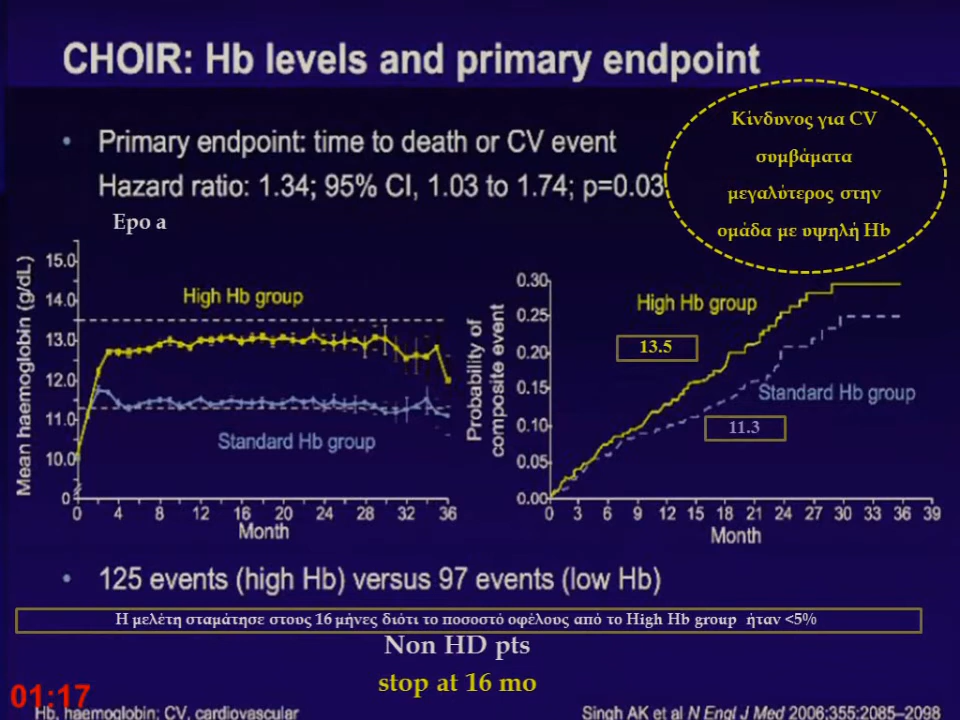 CHOIR: Hb levels and primary endpoint
• Primary endpoint: time to death or CV event
Hazard ratio: 1.34; 95% CI, 1.03 to 1.74; p=0.03
Κίνδυνος για CV
συμβάματα
μεγαλύτερος στην
ομάδα με υψηλή Hb
Epo a
Mean haemoglobin (g/dL)
15.0
14.0
13.0
12.0
11.0
10.0
0
High Hb group
Standard Hb group
0 4 8 12 16 20 24 28 32 36
Month
Probability of
composite event
0.30
0.25
0.20
0.15
0.10
0.05
0.00
High Hb group
13.5
Standard Hb group
11.3
0 3 6 9 12 15 18 21 24 27 30 33 36 39
Month
• 125 events (high Hb) versus 97 events (low Hb)
Η μελέτη σταμάτησε στους 16 μήνες διότι το ποσοστό οφέλους από το High Hb group ήταν <5%
Non HD pts
stop at 16 mo
01:17
Hb, haemoglobin; CV, cardiovascular
Singh AK et al N Engl J Med 2006;355:2085–2098